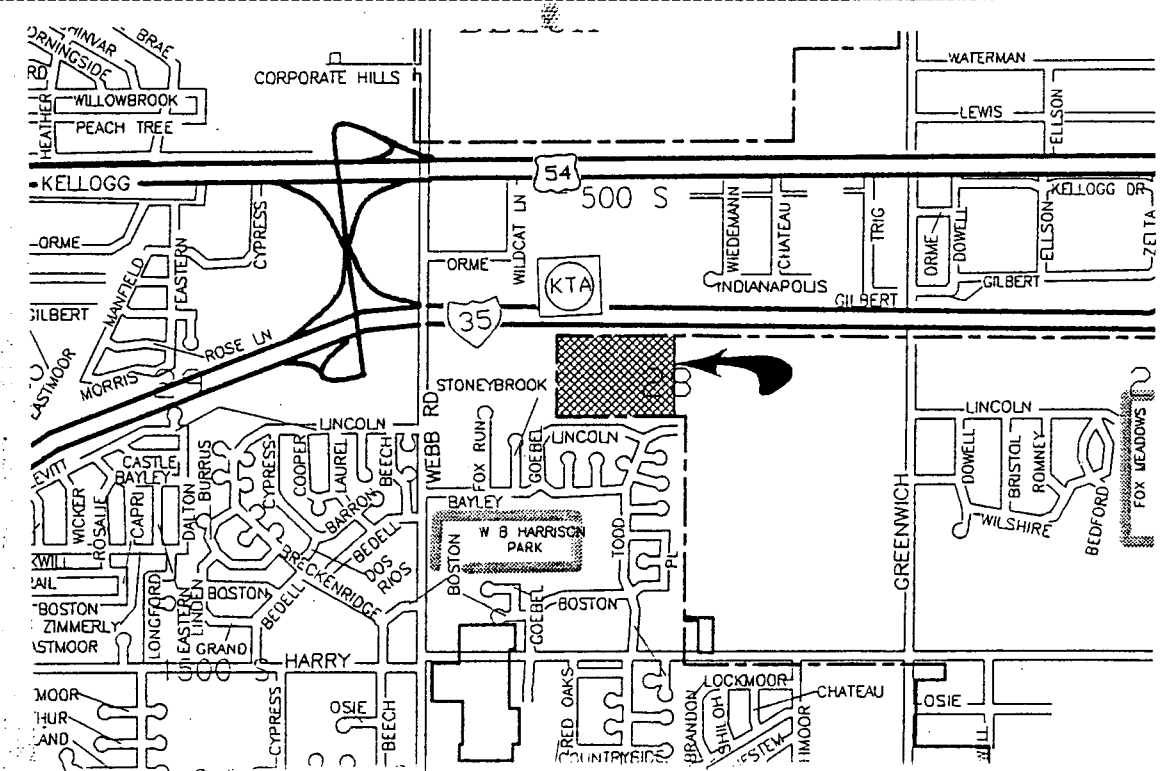 BRAE
MORNINGSIDE
WILLOWBROOK
HEATHER
PEACH TREE
CORPORATE HILLS
WATERMAN
LEWIS
ELLSON
KELLOGG
54
500 S
KELLOGG DR
ORME
CYPRESS
EASTERN
MANFIELD
GILBERT
ROSE LN
MORRIS
EASTMOOR
WILDCAT LN
ORME
KTA
35
WIEDEMANN
CHATEAU
INDIANAPOLIS
TRIG
GILBERT
ORME
DOWELL
ELLSON
ZELTA
GILBERT
STONEYBROOK
WEBB RD
LINCOLN
FOX RUN
GOEBEL
LINCOLN
LINCOLN
FOX MEADOWS
CASTLE
BAYLEY
BURRUS
CYPRESS
COOPER
LAUREL
BEECH
BARRON
BEDELL
WICKER
ROSALIE
CAPRI
DALTON
BAYLEY
W B HARRISON
PARK
TODD
PL
GREENWICH
DOWELL
BRISTOL
ROMNEY
WILSHIRE
BEDFORD
BRECKENRIDGE
DOS
RIOS
BOSTON
BEDELL
LINDEN
EASTERN
LONGFORD
BOSTON
ZIMMERLY
GRAND
BOSTON
GOEBEL
BOSTON
HARRY
OSIE
CYPRESS
BEECH
RED OAKS
COUNTRYSIDE
BRANDON
SHILOH
LOCKMOOR
CHATEAU
OSIE